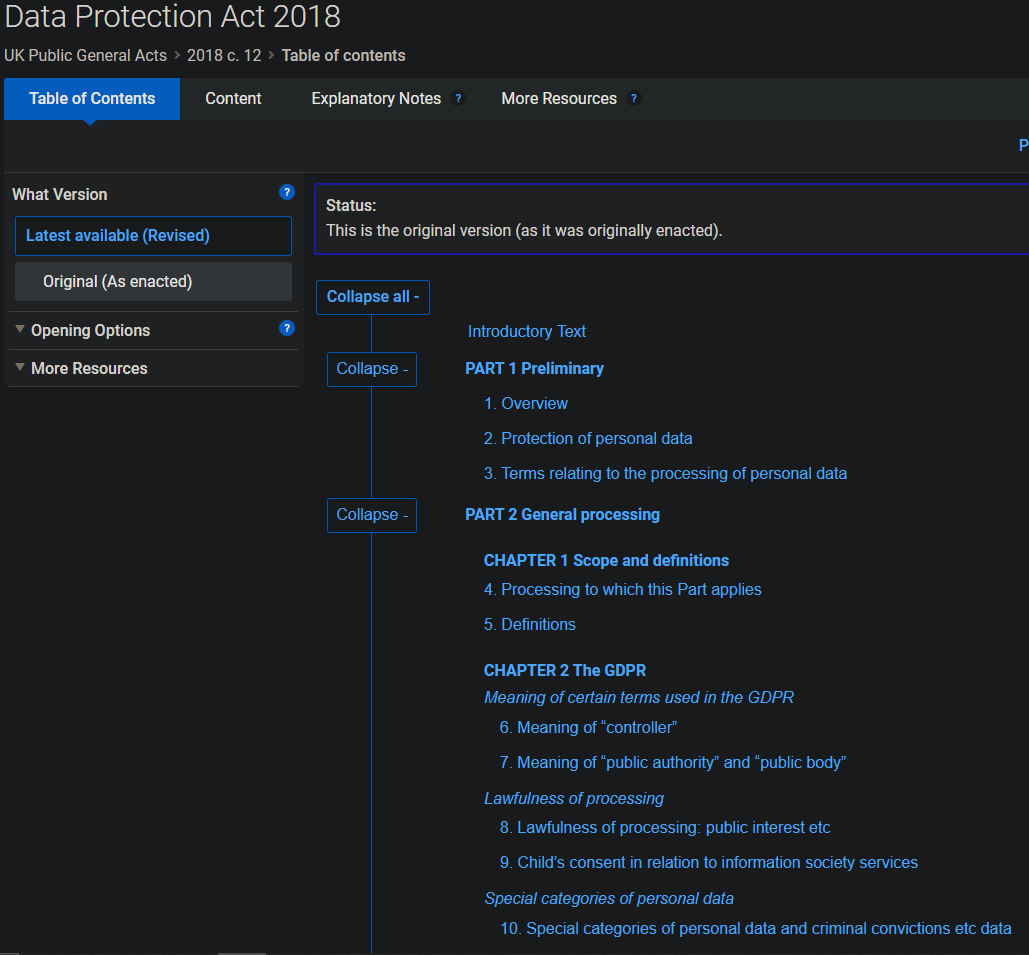 Data Protection Act 2018
UK Public General Acts > 2018 c. 12 > Table of contents
Table of Contents Content Explanatory Notes ? More Resources ?
P
What Version ?
Latest available (Revised)
Original (As enacted)
Opening Options ?
More Resources
Status:
This is the original version (as it was originally enacted).
Collapse all -
Introductory Text
Collapse - PART 1 Preliminary
1. Overview
2. Protection of personal data
3. Terms relating to the processing of personal data
Collapse - PART 2 General processing
CHAPTER 1 Scope and definitions
4. Processing to which this Part applies
5. Definitions
CHAPTER 2 The GDPR
Meaning of certain terms used in the GDPR
6. Meaning of “controller”
7. Meaning of “public authority” and “public body”
Lawfulness of processing
8. Lawfulness of processing: public interest etc
9. Child’s consent in relation to information society services
Special categories of personal data
10. Special categories of personal data and criminal convictions etc data